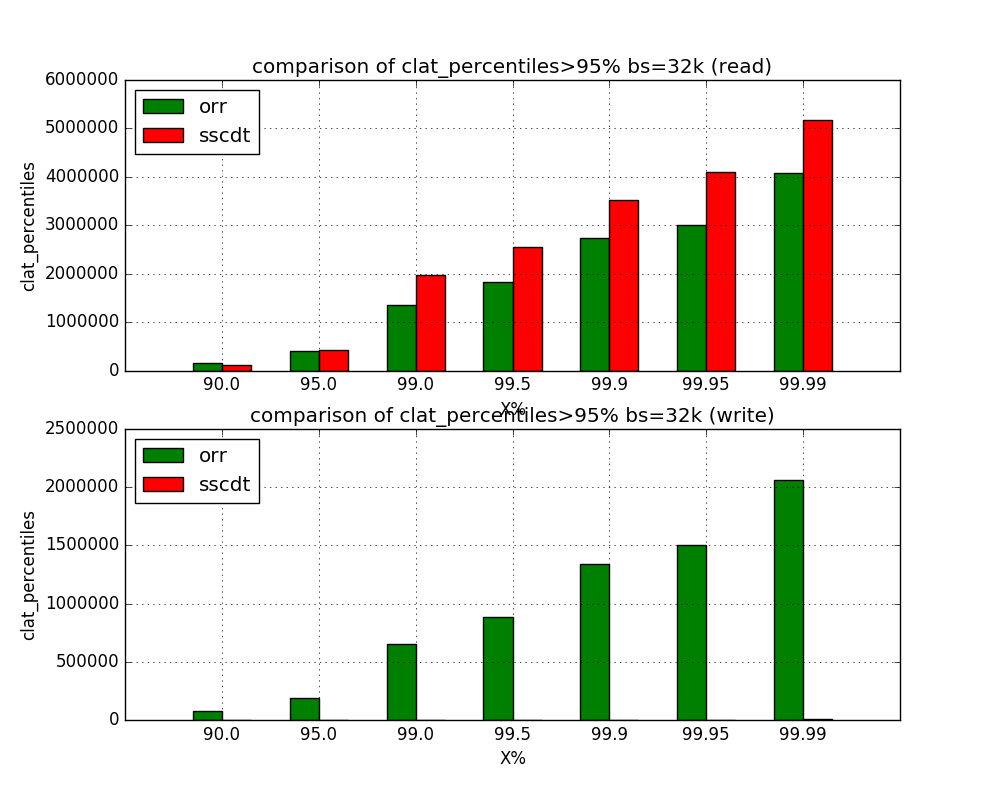 comparison of clat_percentiles>95% bs=32k (read)
6000000
5000000
4000000
3000000
2000000
1000000
0
clat_percentiles
orr
sscdt
90.0 95.0 99.0 99.5 99.9 99.95 99.99
X%
comparison of clat_percentiles>95% bs=32k (write)
2500000
2000000
1500000
1000000
500000
0
clat_percentiles
orr
sscdt
90.0 95.0 99.0 99.5 99.9 99.95 99.99
X%